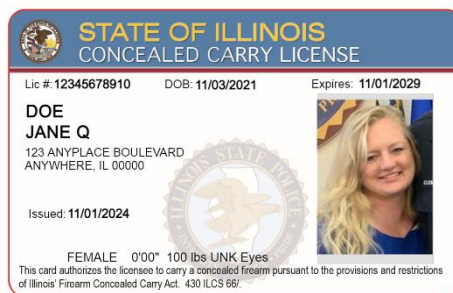 STATE OF ILLINOIS
CONCEALED CARRY LICENSE
Lic #: 12345678910 DOB: 11/03/2021 Expires: 11/01/2029
DOE
JANE Q
123 ANYPLACE BOULEVARD
ANYWHERE, IL 00000
ILLINOIS STATE POLICE
Issued: 11/01/2024
FEMALE 0'00" 100 lbs UNK Eyes
This card authorizes the licensee to carry a concealed firearm pursuant to the provisions and restrictions
of Illinois' Firearm Concealed Carry Act. 430 ILCS 66/.